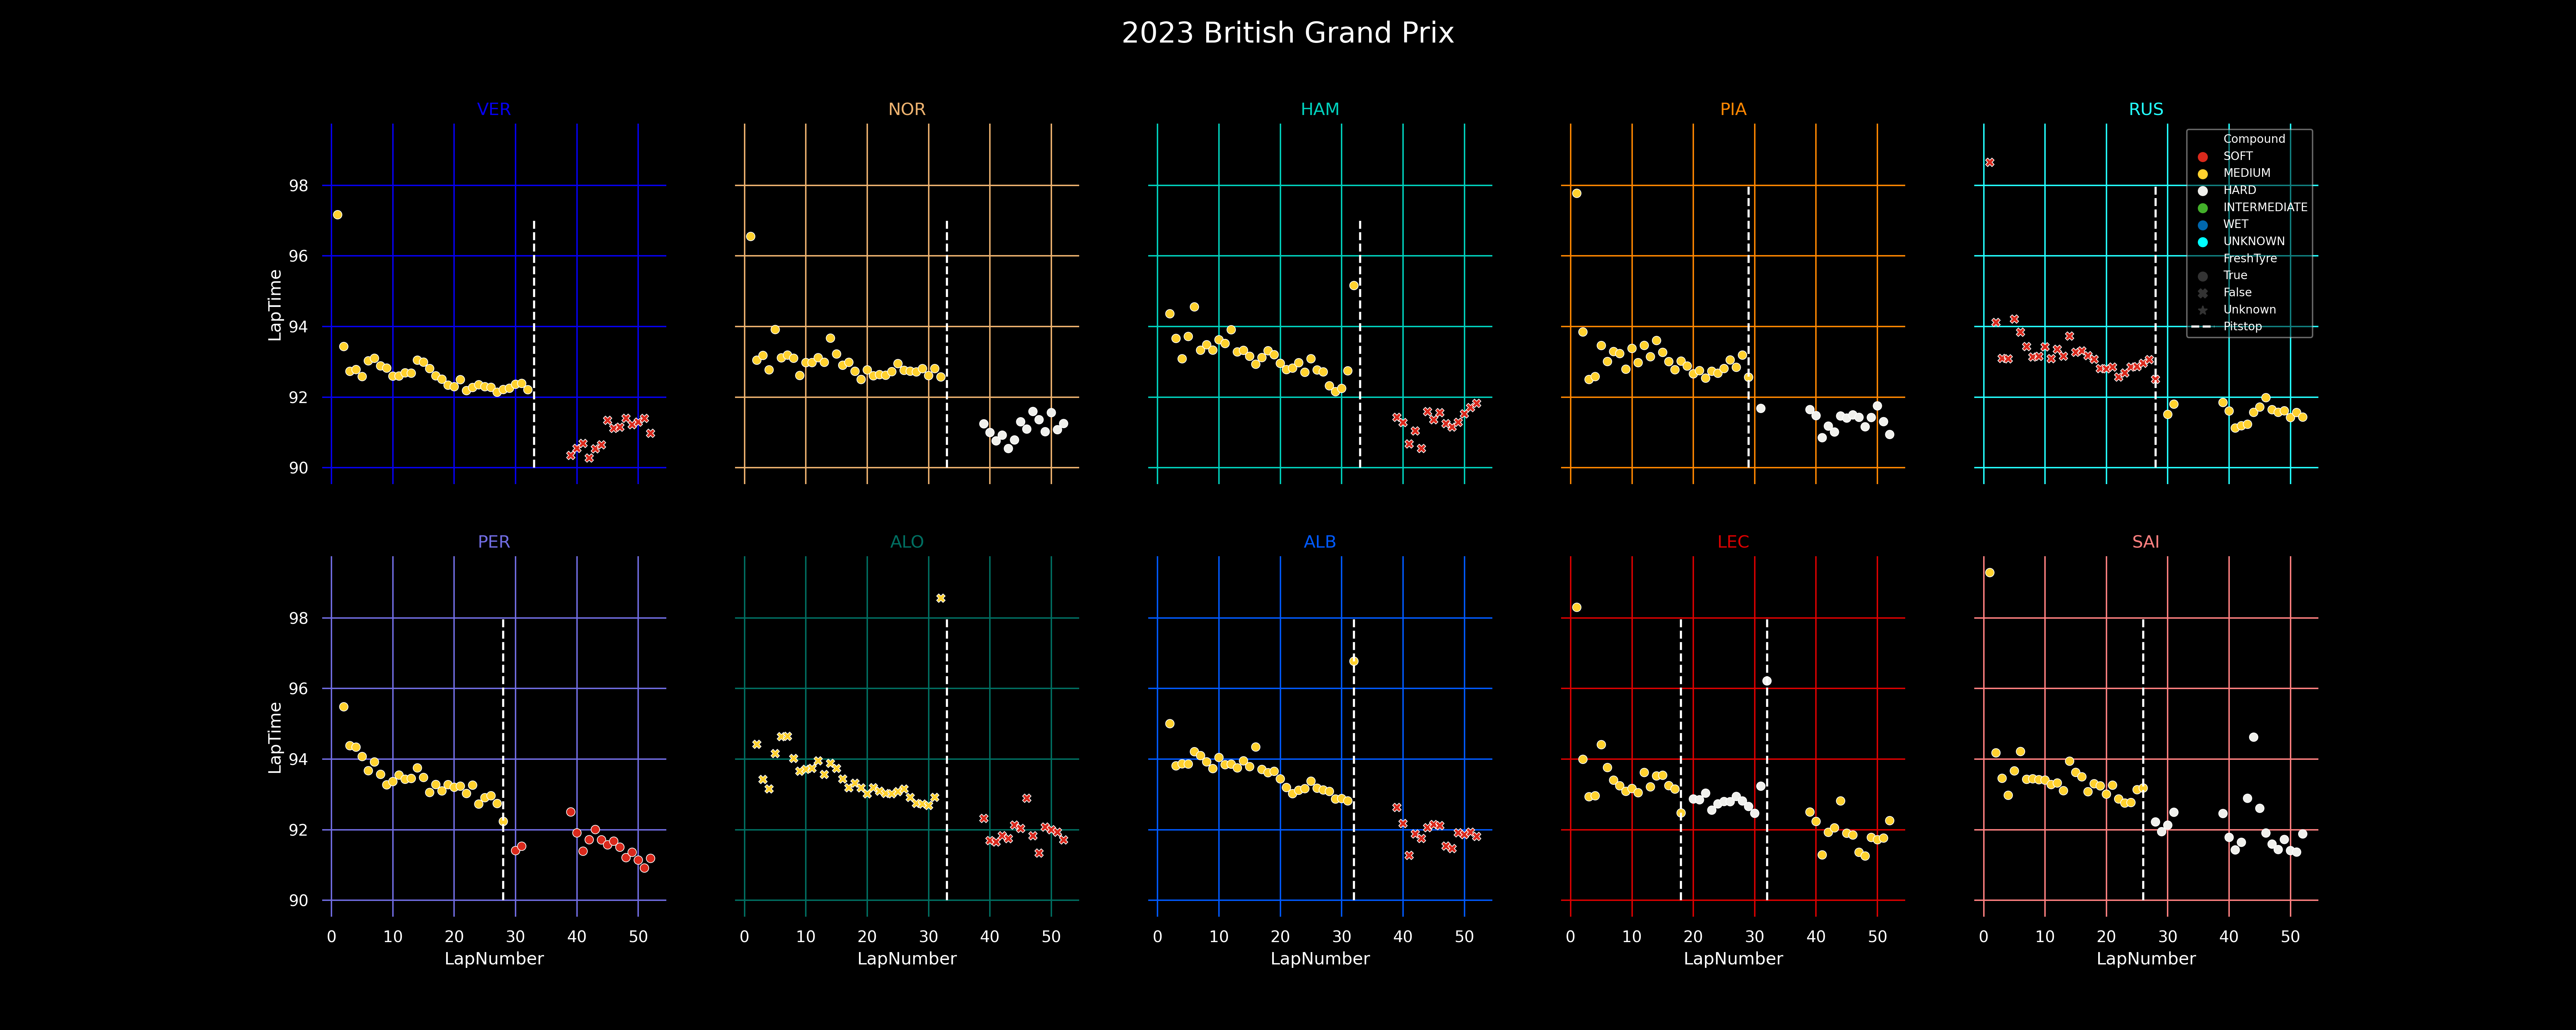 2023 British Grand Prix
VER
NOR
HAM
PIA
RUS
98
96
94
92
90
LapTime
Compound
SOFT
MEDIUM
HARD
INTERMEDIATE
WET
UNKNOWN
FreshTyre
True
False
Unknown
Pitstop
PER
ALO
ALB
LEC
SAI
98
96
94
92
90
LapTime
0 10 20 30 40 50
0 10 20 30 40 50
0 10 20 30 40 50
0 10 20 30 40 50
0 10 20 30 40 50
LapNumber
LapNumber
LapNumber
LapNumber
LapNumber